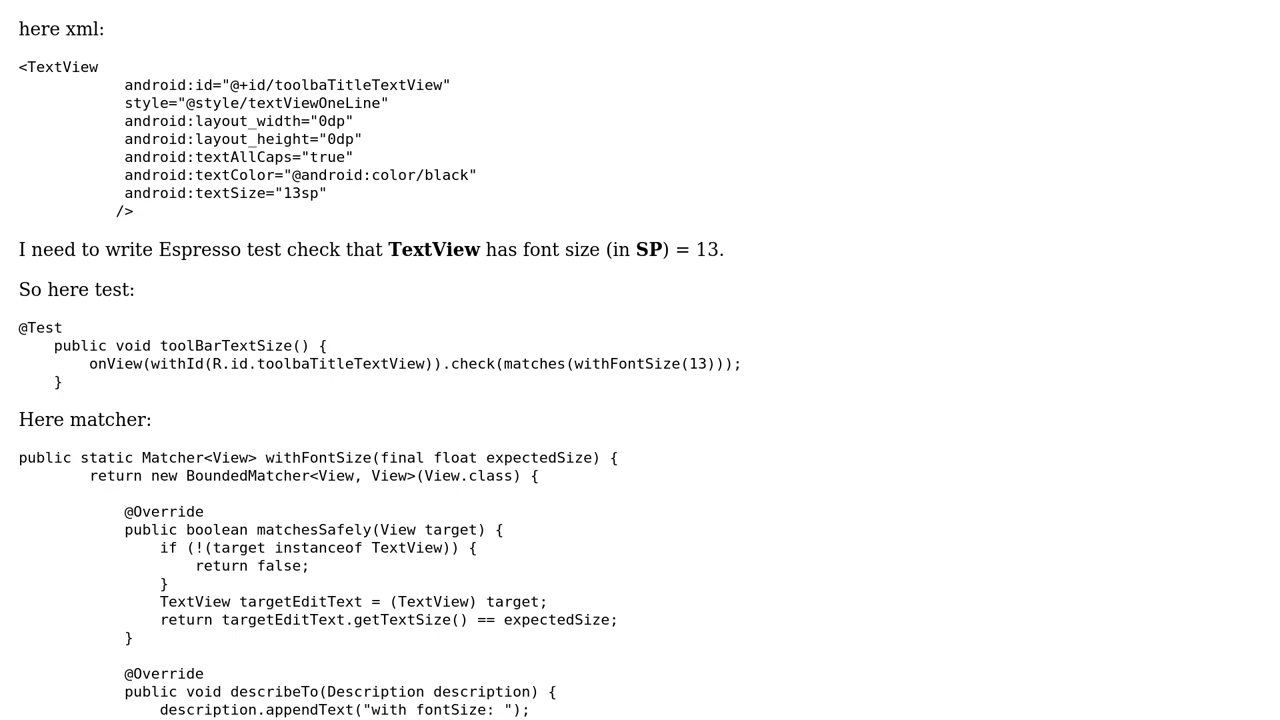 here xml:
<TextView
            android:id="@+id/toolbaTitleTextView"
            style="@style/textViewOneLine"
            android:layout_width="0dp"
            android:layout_height="0dp"
            android:textAllCaps="true"
            android:textColor="@android:color/black"
            android:textSize="13sp"
           />
I need to write Espresso test check that TextView has font size (in SP) = 13.
So here test:
@Test
    public void toolBarTextSize() {
        onView(withId(R.id.toolbaTitleTextView)).check(matches(withFontSize(13)));
    }
Here matcher:
public static Matcher<View> withFontSize(final float expectedSize) {
        return new BoundedMatcher<View, View>(View.class) {
            @Override
            public boolean matchesSafely(View target) {
                if (!(target instanceof TextView)) {
                    return false;
                }
                TextView targetEditText = (TextView) target;
                return targetEditText.getTextSize() == expectedSize;
            }
            @Override
            public void describeTo(Description description) {
                description.appendText("with fontSize: ");